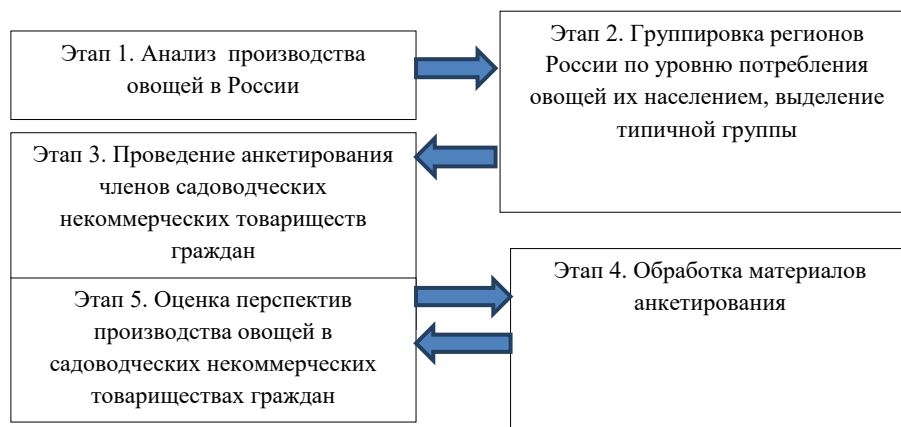 Этап 1. Анализ производства
овощей в России
Этап 2. Группировка регионов
России по уровню потребления
овощей их населением, выделение
типичной группы
Этап 3. Проведение анкетирования
членов садоводческих
некоммерческих товариществ
граждан
Этап 4. Обработка материалов
анкетирования
Этап 5. Оценка перспектив
производства овощей в
садоводческих некоммерческих
товариществах граждан